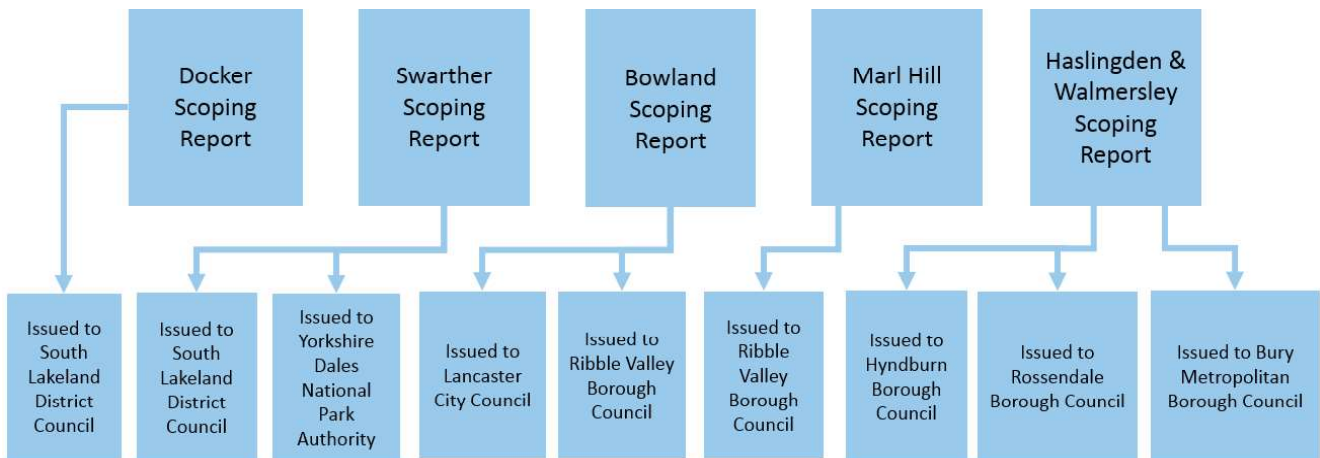 Docker
Scoping
Report
Swarther
Scoping
Report
Bowland
Scoping
Report
Marl Hill
Scoping
Report
Haslingden &
Walmersley
Scoping
Report
Issued to
South
Lakeland
District
Council
Issued to
South
Lakeland
District
Council
Issued to
Yorkshire
Dales
National
Park
Authority
Issued to
Lancaster
City Council
Issued to
Ribble Valley
Borough
Council
Issued to
Ribble
Valley
Borough
Council
Issued to
Hyndburn
Borough
Council
Issued to
Rossendale
Borough Council
Issued to Bury
Metropolitan
Borough Council